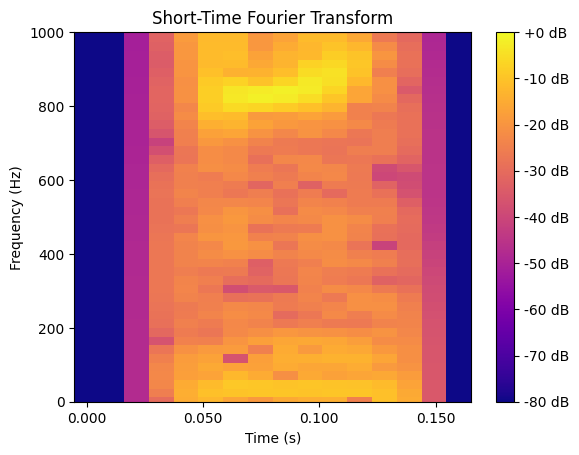 Short-Time Fourier Transform
1000
800
600
400
200
0
Frequency (Hz)
0.000
0.050
0.100
0.150
Time (s)
+0 dB
-10 dB
-20 dB
-30 dB
-40 dB
-50 dB
-60 dB
-70 dB
-80 dB